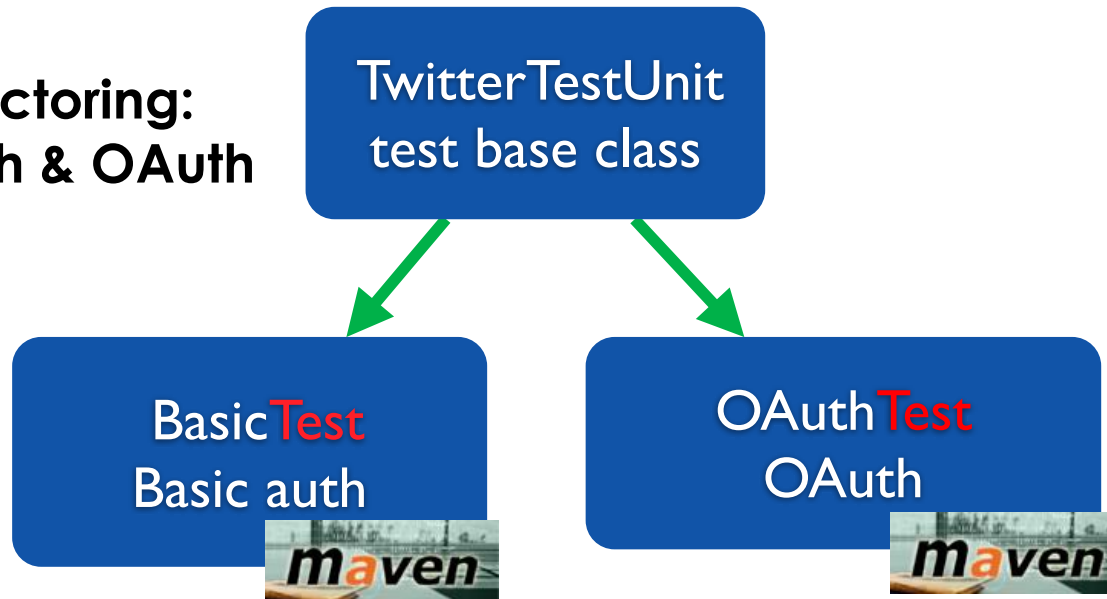 ctoring:
h & OAuth
TwitterTestUnit
test base class
BasicTest
Basic auth
maven
OAuthTest
OAuth
maven